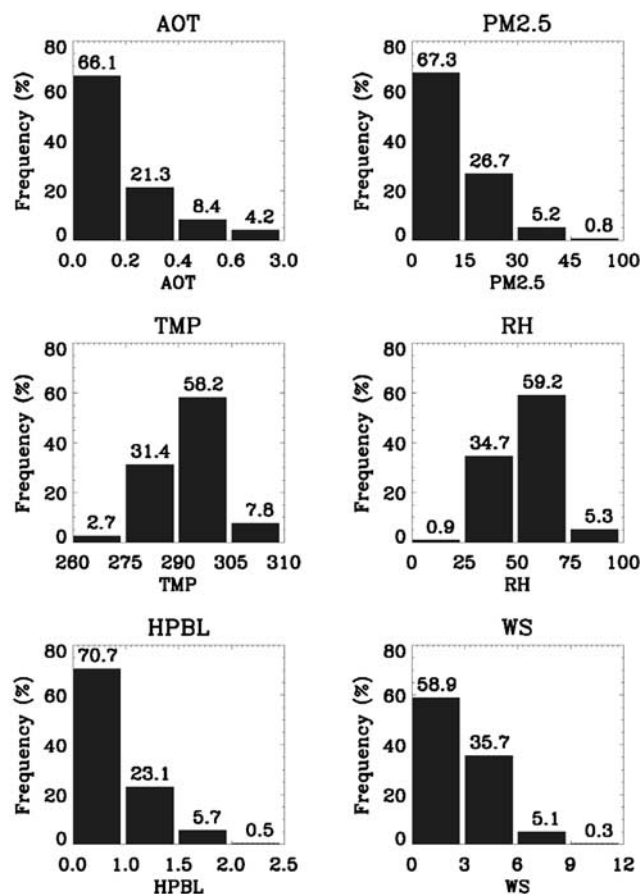 AOT
80
66.1
60
40
21.3
20
8.4
4.2
0
0.0 0.2 0.4 0.6 3.0
AOT
Frequency (%)
PM2.5
80
67.3
60
40
26.7
20
5.2
0.8
0
0 15 30 45 100
PM2.5
Frequency (%)
TMP
80
60
58.2
40
31.4
20
7.8
2.7
0
260 275 290 305 310
TMP
Frequency (%)
RH
80
60
59.2
40
34.7
20
5.3
0.9
0
0 25 50 75 100
RH
Frequency (%)
HPBL
80
70.7
60
40
23.1
20
5.7
0.5
0
0.0 1.0 1.5 2.0 2.5
HPBL
Frequency (%)
WS
80
60
58.9
40
35.7
20
5.1
0.3
0
0 3 6 9 12
WS
Frequency (%)